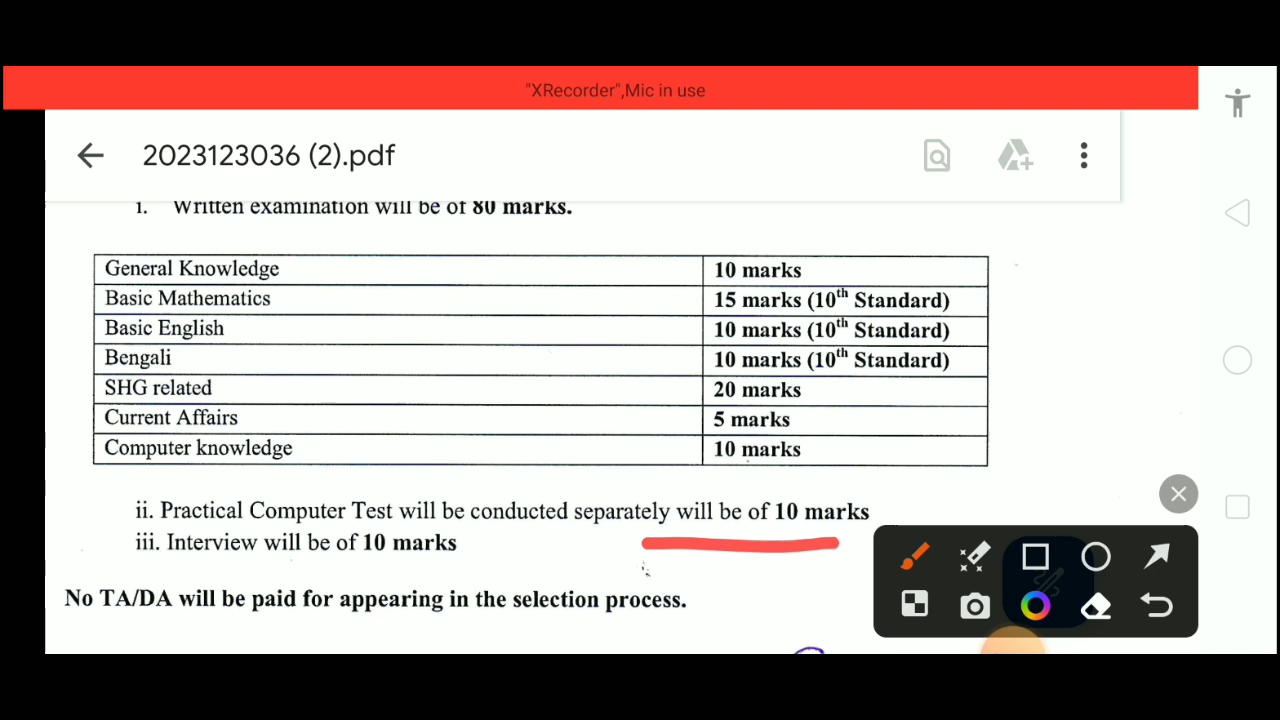 "XRecorder",Mic in use
2023123036 (2).pdf
i. Written examination will be of 80 marks.
General Knowledge 10 marks
Basic Mathematics 15 marks (10th Standard)
Basic English 10 marks (10th Standard)
Bengali 10 marks (10th Standard)
SHG related 20 marks
Current Affairs 5 marks
Computer knowledge 10 marks
ii. Practical Computer Test will be conducted separately will be of 10 marks
iii. Interview will be of 10 marks
No TA/DA will be paid for appearing in the selection process.